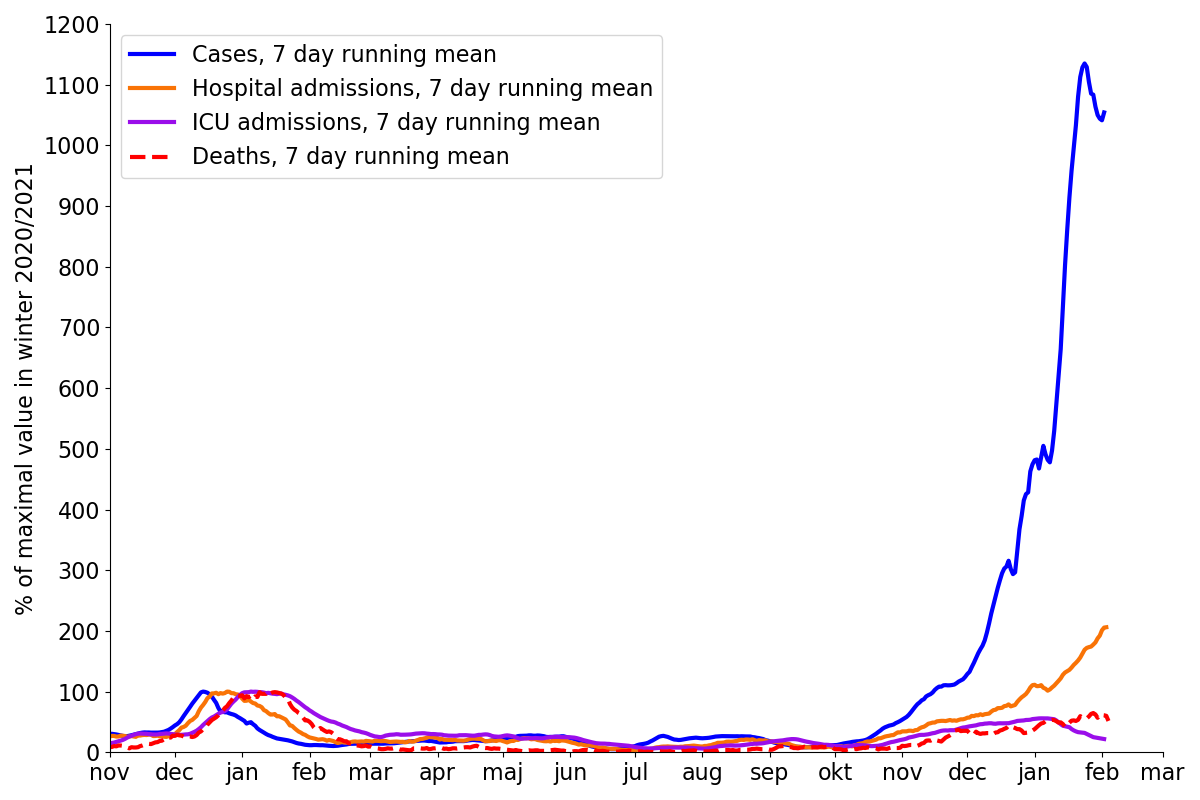 Cases, 7 day running mean
Hospital admissions, 7 day running mean
ICU admissions, 7 day running mean
Deaths, 7 day running mean
% of maximal value in winter 2020/2021
1200
1100
1000
900
800
700
600
500
400
300
200
100
0
nov dec jan feb mar apr maj jun jul aug sep okt nov dec jan feb mar